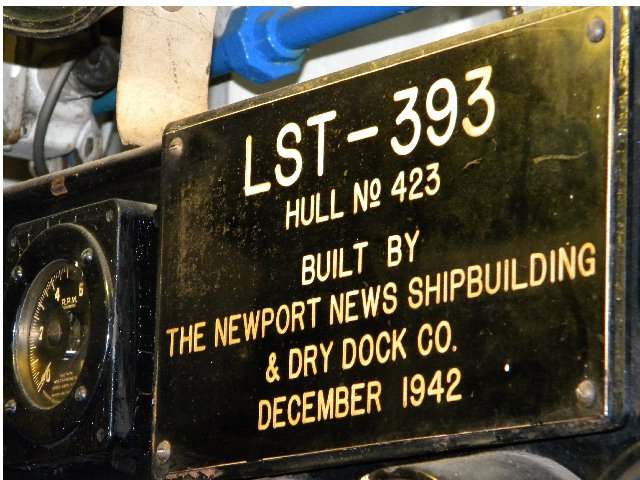 LST-393
HULL No 423
BUILT BY
THE NEWPORT NEWS SHIPBUILDING
& DRY DOCK CO.
DECEMBER 1942
R.P.M.